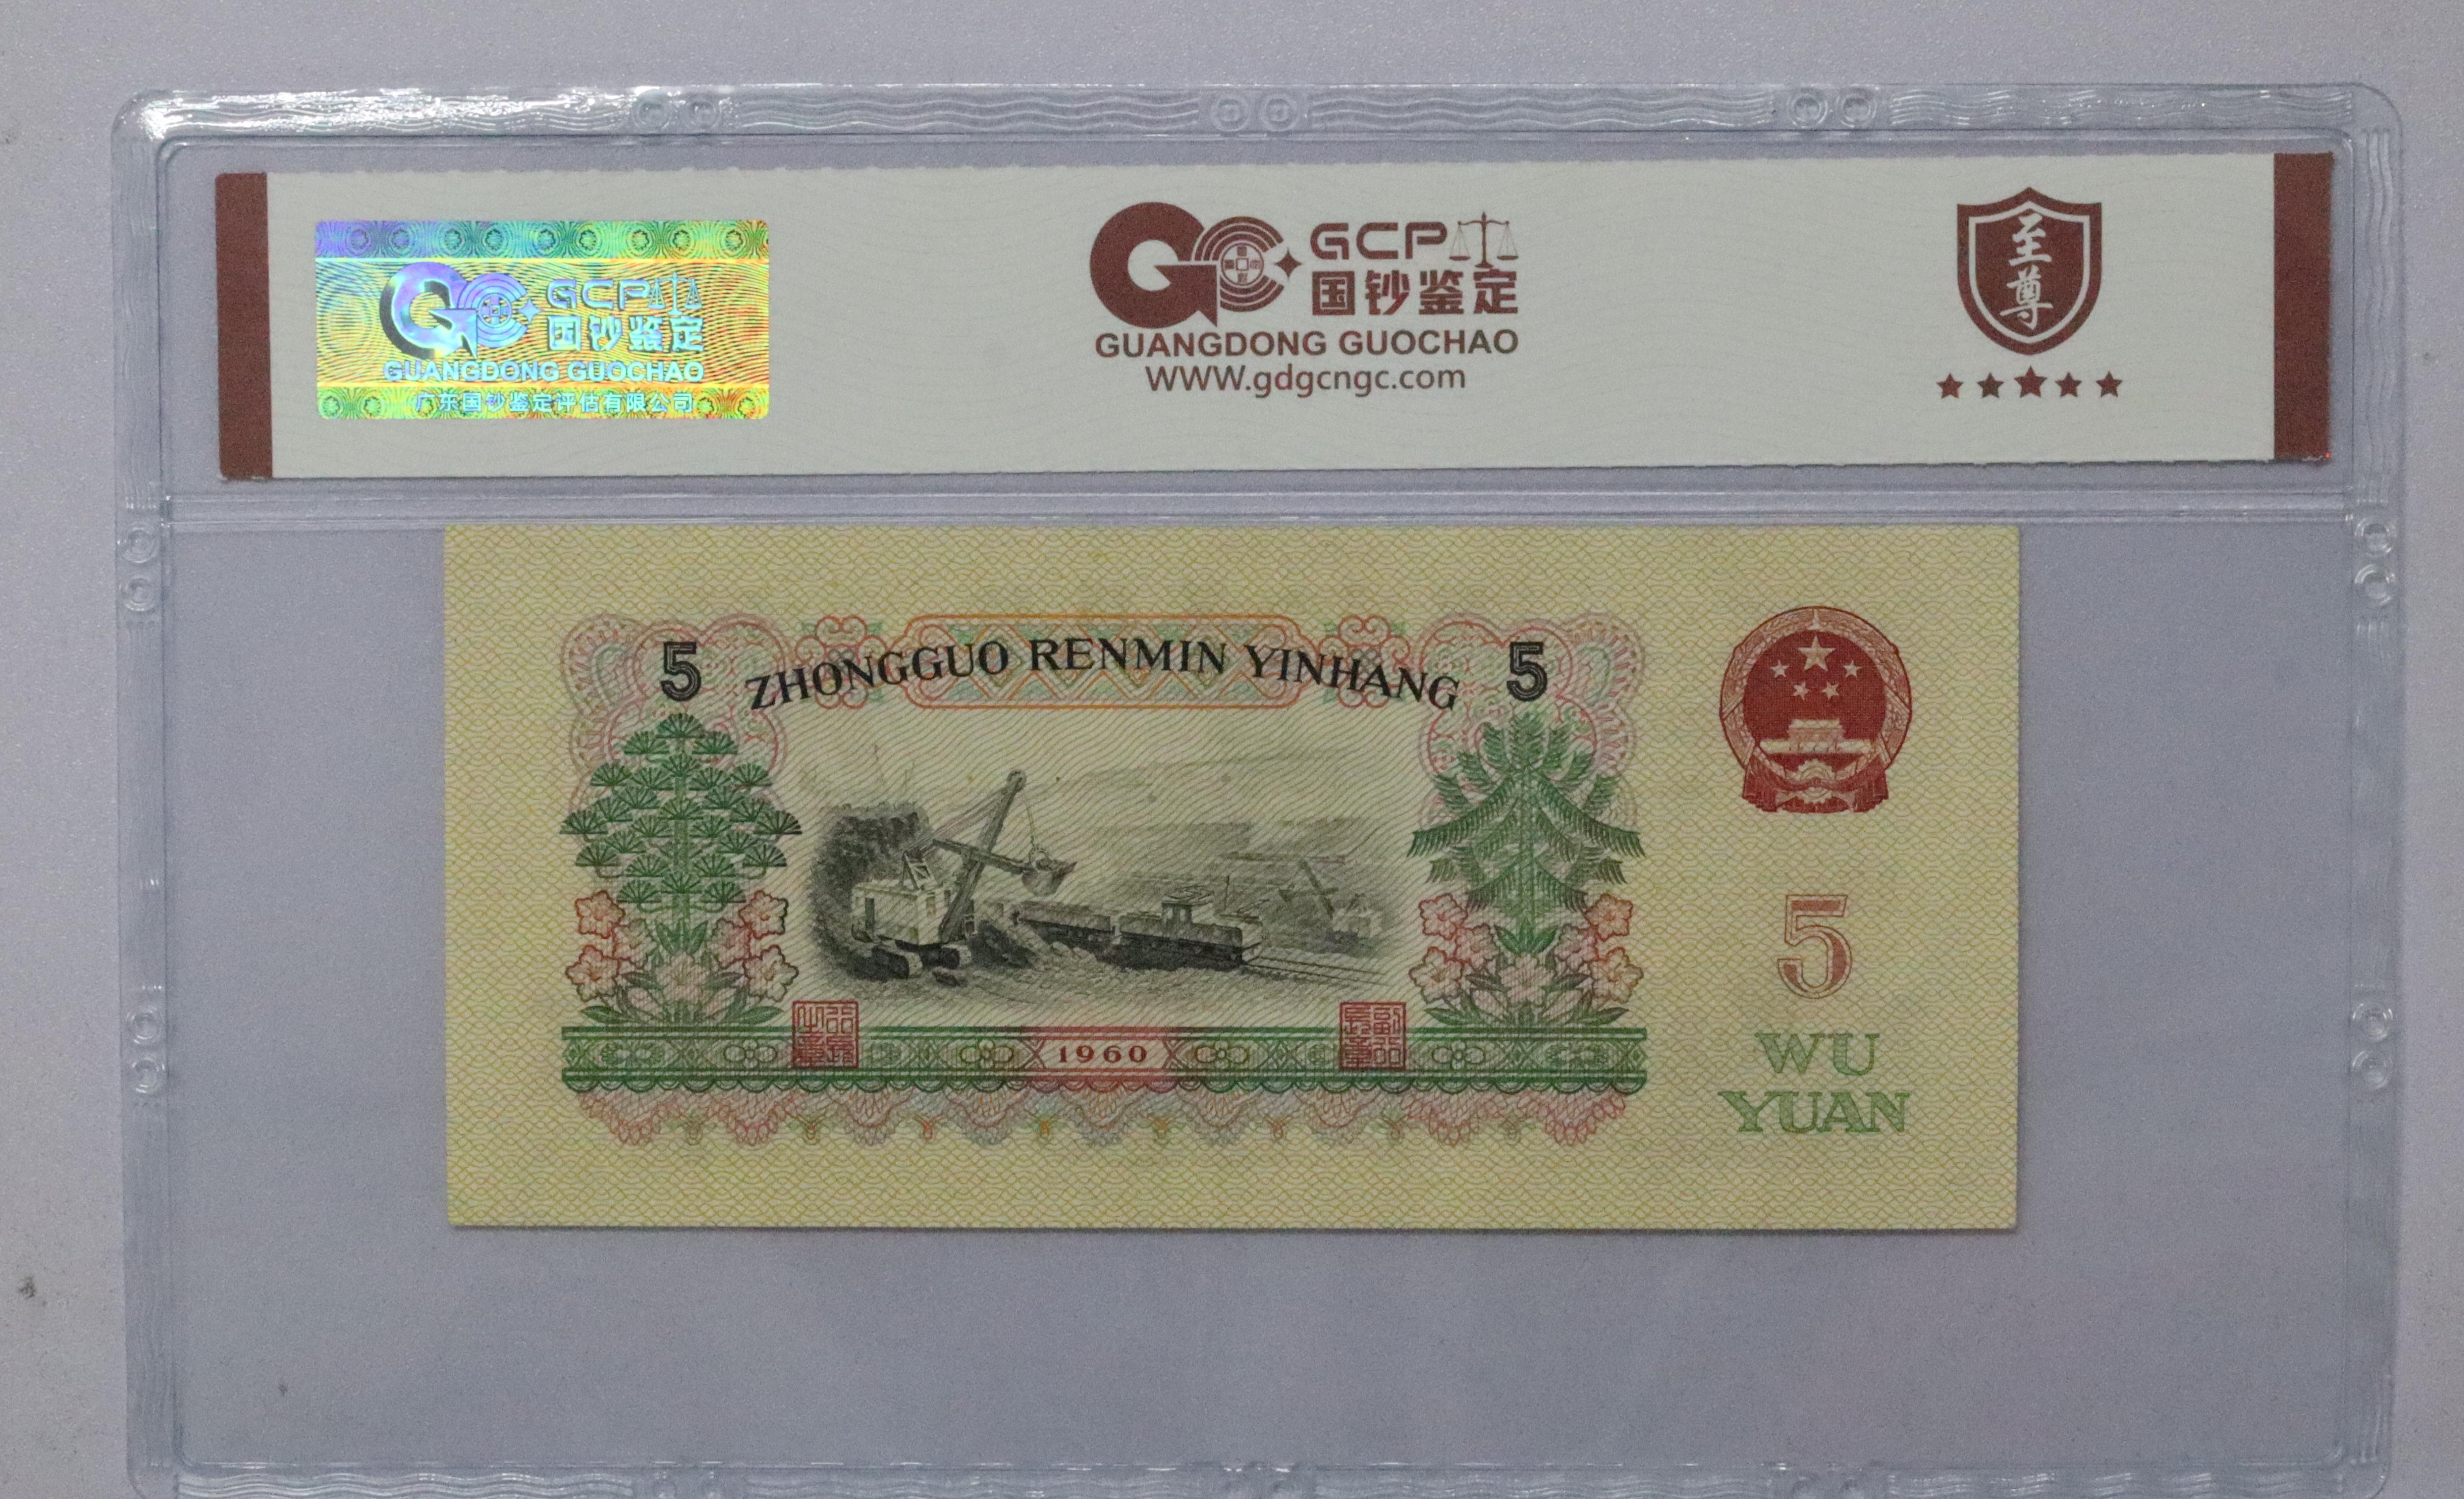 GCP
国钞鉴定
GUANGDONG GUOCHAO
广东国钞鉴定评估有限公司
GCP
国钞鉴定
GUANGDONG GUOCHAO
WWW.gdgcngc.com
至尊
5 ZHONGGUO RENMIN YINHANG 5
1960
5
WU
YUAN